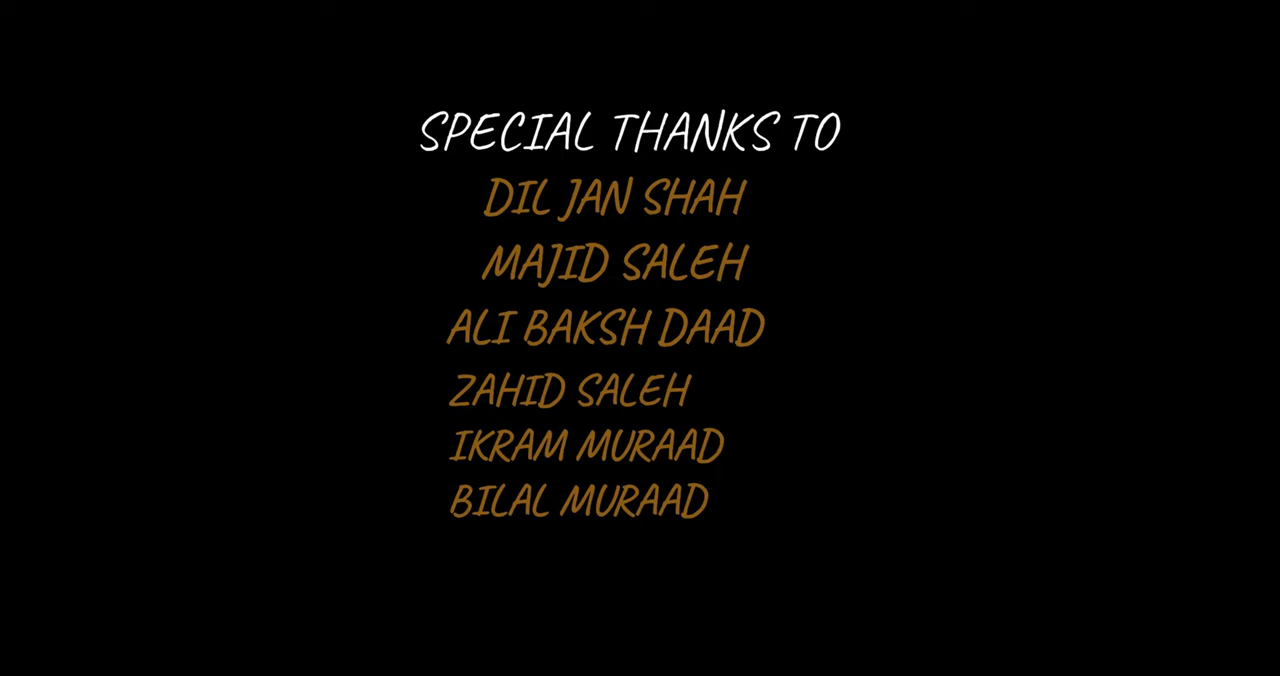 SPECIAL THANKS TO
DIL JAN SHAH
MAJID SALEH
ALI BAKSH DAAD
ZAHID SALEH
IKRAM MURAAD
BILAL MURAAD